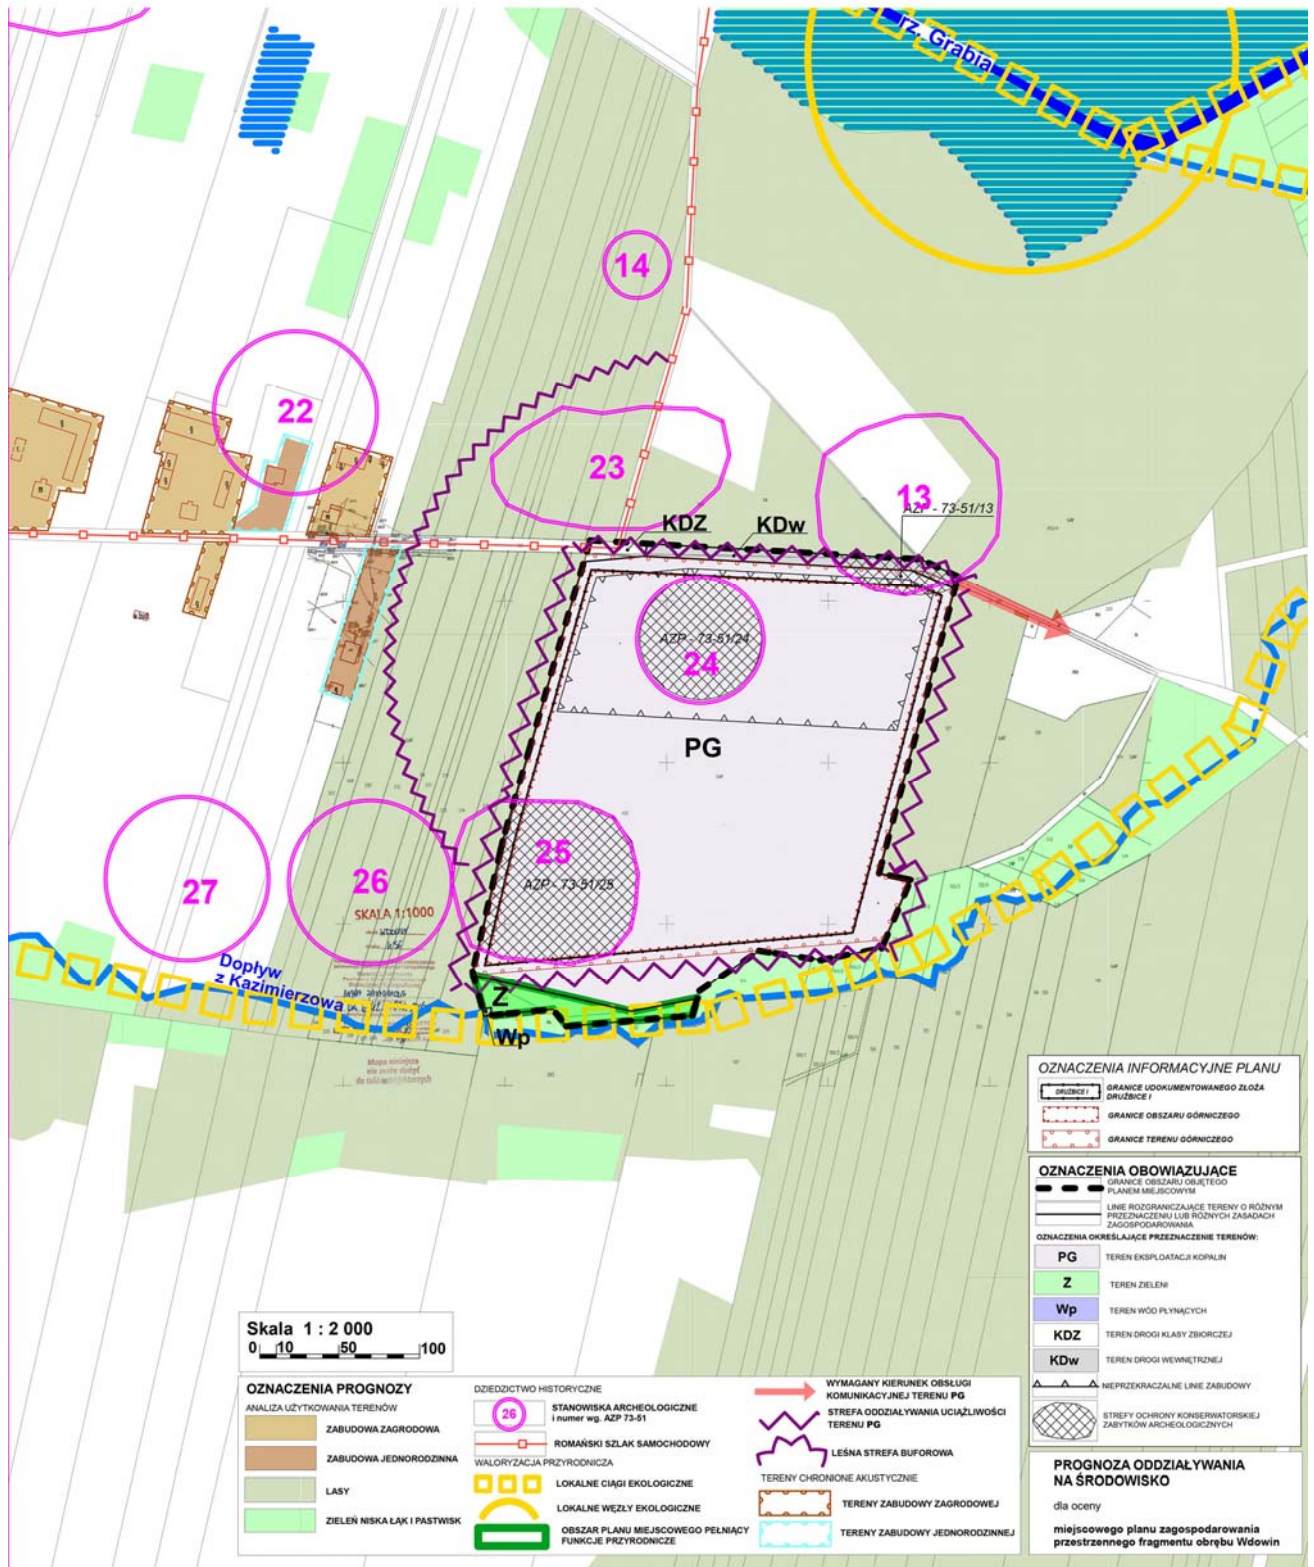 rz. Grabia
14
22
23
13
AZP - 73-51/13
KDZ
KDw
AZP - 73-51/24
24
PG
25
AZP - 73-51/25
27
26
SKALA 1:1000
Dopływ
z Kazimierzowa
Z
Wp
Mapa niniejsza
nie może służyć
OZNACZENIA INFORMACYJNE PLANU
DRUŻBICE I
GRANICE UDOKUMENTOWANEGO ZŁOŻA
DRUŻBICE I
GRANICE OBSZARU GÓRNICZEGO
GRANICE TERENU GÓRNICZEGO
OZNACZENIA OBOWIĄZUJĄCE
GRANICE OBSZARU OBJĘTEGO
PLANEM MIEJSCOWYM
LINIE ROZGRANICZAJĄCE TERENY O RÓŻNYM
PRZEZNACZENIU LUB RÓŻNYCH ZASADACH
ZAGOSPODAROWANIA
OZNACZENIA OKREŚLAJĄCE PRZEZNACZENIE TERENÓW:
PG TEREN EKSPLOATACJI KOPALIN
Z TEREN ZIELENI
Wp TEREN WÓD PŁYNĄCYCH
KDZ TEREN DROGI KLASY ZBIORCZEJ
KDw TEREN DROGI WEWNĘTRZNEJ
NIEPRZEKRACZALNE LINIE ZABUDOWY
STREFY OCHRONY KONSERWATORSKIEJ
ZABYTKÓW ARCHEOLOGICZNYCH
Skala 1 : 2 000
0 10 50 100
OZNACZENIA PROGNOZY
ANALIZA UŻYTKOWANIA TERENÓW
ZABUDOWA ZAGRODOWA
ZABUDOWA JEDNORODZINNA
LASY
ZIELEŃ NISKA ŁĄK I PASTWISK
DZIEDZICTWO HISTORYCZNE
26
STANOWISKA ARCHEOLOGICZNE
i numer wg. AZP 73-51
ROMAŃSKI SZLAK SAMOCHODOWY
WALORYZACJA PRZYRODNICZA
LOKALNE CIĄGI EKOLOGICZNE
LOKALNE WĘZŁY EKOLOGICZNE
OBSZAR PLANU MIEJSCOWEGO PEŁNIĄCY
FUNKCJE PRZYRODNICZE
WYMAGANY KIERUNEK OBSŁUGI
KOMUNIKACYJNEJ TERENU PG
STREFA ODDZIAŁYWANIA UCIĄŻLIWOŚCI
TERENU PG
LEŚNA STREFA BUFOROWA
TERENY CHRONIONE AKUSTYCZNIE
TERENY ZABUDOWY ZAGRODOWEJ
TERENY ZABUDOWY JEDNORODZINNEJ
PROGNOZA ODDZIAŁYWANIA
NA ŚRODOWISKO
dla oceny
miejscowego planu zagospodarowania
przestrzennego fragmentu obrębu Wdowin